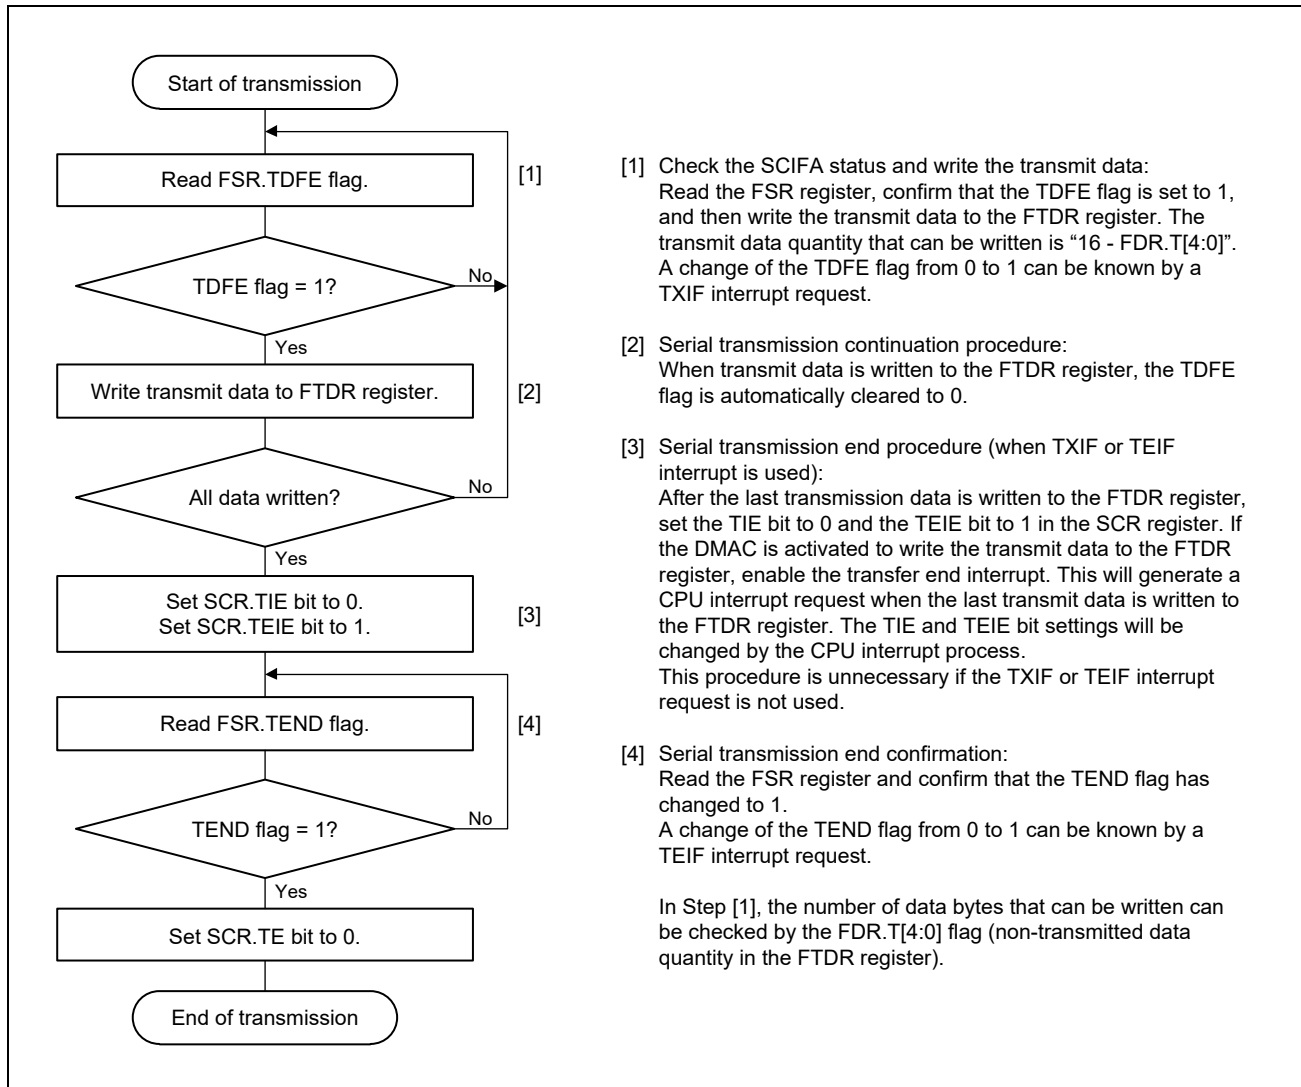 Start of transmission
Read FSR.TDFE flag.
[1]
TDFE flag = 1?
No
Yes
Write transmit data to FTDR register.
[2]
All data written?
No
Yes
Set SCR.TIE bit to 0.
Set SCR.TEIE bit to 1.
[3]
Read FSR.TEND flag.
[4]
TEND flag = 1?
No
Yes
Set SCR.TE bit to 0.
End of transmission
[1] Check the SCIFA status and write the transmit data:
Read the FSR register, confirm that the TDFE flag is set to 1,
and then write the transmit data to the FTDR register. The
transmit data quantity that can be written is “16 - FDR.T[4:0]”.
A change of the TDFE flag from 0 to 1 can be known by a
TXIF interrupt request.
[2] Serial transmission continuation procedure:
When transmit data is written to the FTDR register, the TDFE
flag is automatically cleared to 0.
[3] Serial transmission end procedure (when TXIF or TEIF
interrupt is used):
After the last transmission data is written to the FTDR register,
set the TIE bit to 0 and the TEIE bit to 1 in the SCR register. If
the DMAC is activated to write the transmit data to the FTDR
register, enable the transfer end interrupt. This will generate a
CPU interrupt request when the last transmit data is written to
the FTDR register. The TIE and TEIE bit settings will be
changed by the CPU interrupt process.
This procedure is unnecessary if the TXIF or TEIF interrupt
request is not used.
[4] Serial transmission end confirmation:
Read the FSR register and confirm that the TEND flag has
changed to 1.
A change of the TEND flag from 0 to 1 can be known by a
TEIF interrupt request.
In Step [1], the number of data bytes that can be written can
be checked by the FDR.T[4:0] flag (non-transmitted data
quantity in the FTDR register).